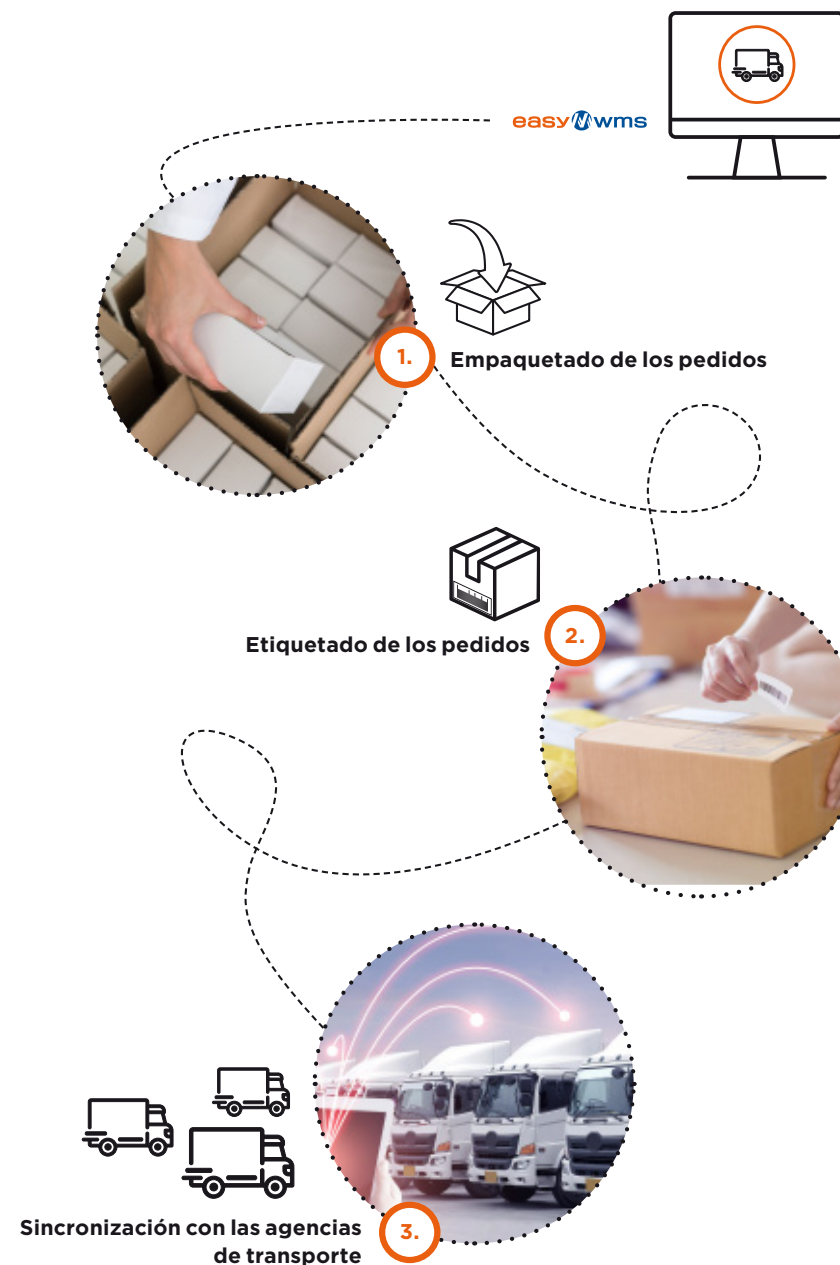 easy wms
1.
Empaquetado de los pedidos
Etiquetado de los pedidos
2.
Sincronización con las agencias
de transporte
3.